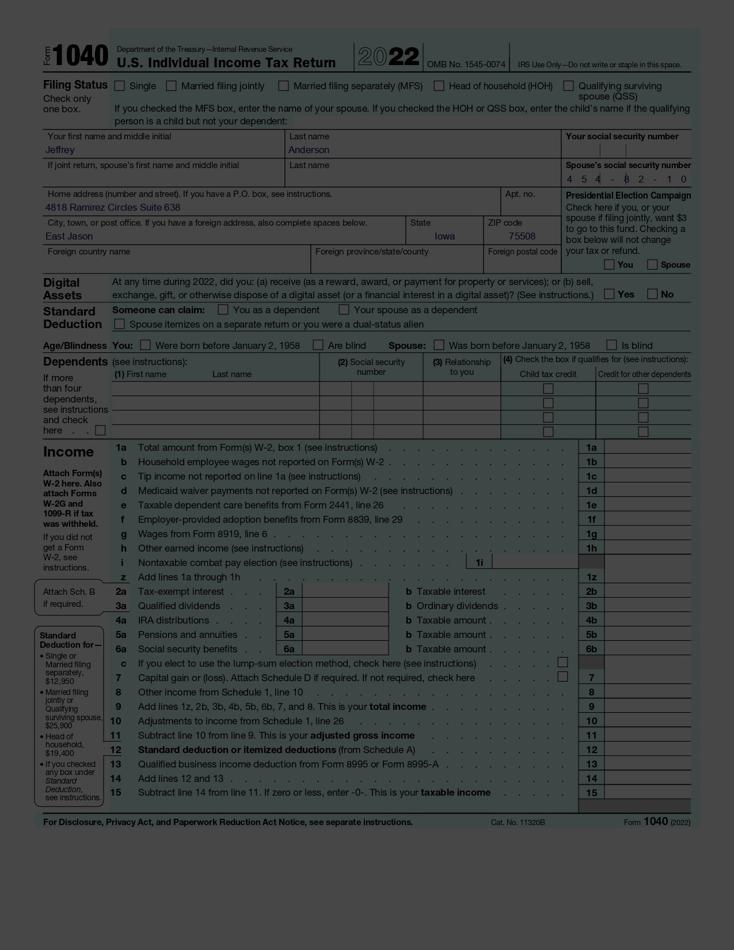 Form 1040 Department of the Treasury—Internal Revenue Service
U.S. Individual Income Tax Return 2022 OMB No. 1545-0074 IRS Use Only—Do not write or staple in this space.
Filing Status Single Married filing jointly Married filing separately (MFS) Head of household (HOH) Qualifying surviving spouse (QSS)
Check only one box.
If you checked the MFS box, enter the name of your spouse. If you checked the HOH or QSS box, enter the child's name if the qualifying
person is a child but not your dependent:
Your first name and middle initial Last name Your social security number
Jeffrey Anderson
If joint return, spouse's first name and middle initial Last name Spouse's social security number
4 5 4 - 8 2 - 1 0
Home address (number and street). If you have a P.O. box, see instructions. Apt. no.
4818 Ramirez Circles Suite 638
City, town, or post office. If you have a foreign address, also complete spaces below. State ZIP code
East Jason Iowa 75508
Foreign country name Foreign province/state/county Foreign postal code
Presidential Election Campaign
Check here if you, or your
spouse if filing jointly, want $3
to go to this fund. Checking a
box below will not change
your tax or refund.
You Spouse
Digital Assets
At any time during 2022, did you: (a) receive (as a reward, award, or payment for property or services); or (b) sell,
exchange, gift, or otherwise dispose of a digital asset (or a financial interest in a digital asset)? (See instructions.) Yes No
Standard Deduction
Someone can claim: You as a dependent Your spouse as a dependent
Spouse itemizes on a separate return or you were a dual-status alien
Age/Blindness You: Were born before January 2, 1958 Are blind Spouse: Was born before January 2, 1958 Is blind
Dependents (see instructions): (2) Social security number (3) Relationship to you (4) Check the box if qualifies for (see instructions):
(1) First name Last name Child tax credit Credit for other dependents
If more
than four
dependents,
see instructions
and check
here . .
Income
Attach Form(s)
W-2 here. Also
attach Forms
W-2G and
1099-R if tax
was withheld.
If you did not
get a Form
W-2, see
instructions.
1a Total amount from Form(s) W-2, box 1 (see instructions) 1a
b Household employee wages not reported on Form(s) W-2 1b
c Tip income not reported on line 1a (see instructions) 1c
d Medicaid waiver payments not reported on Form(s) W-2 (see instructions) 1d
e Taxable dependent care benefits from Form 2441, line 26 1e
f Employer-provided adoption benefits from Form 8839, line 29 1f
g Wages from Form 8919, line 6 1g
h Other earned income (see instructions) 1h
i Nontaxable combat pay election (see instructions) 1i
z Add lines 1a through 1h 1z
Attach Sch. B
if required.
2a Tax-exempt interest 2a b Taxable interest 2b
3a Qualified dividends 3a b Ordinary dividends 3b
4a IRA distributions 4a b Taxable amount 4b
5a Pensions and annuities 5a b Taxable amount 5b
6a Social security benefits 6a b Taxable amount 6b
c If you elect to use the lump-sum election method, check here (see instructions)
7 Capital gain or (loss). Attach Schedule D if required. If not required, check here 7
8 Other income from Schedule 1, line 10 8
9 Add lines 1z, 2b, 3b, 4b, 5b, 6b, 7, and 8. This is your total income 9
10 Adjustments to income from Schedule 1, line 26 10
11 Subtract line 10 from line 9. This is your adjusted gross income 11
12 Standard deduction or itemized deductions (from Schedule A) 12
13 Qualified business income deduction from Form 8995 or Form 8995-A 13
14 Add lines 12 and 13 14
15 Subtract line 14 from line 11. If zero or less, enter -0-. This is your taxable income 15
Standard
Deduction for—
• Single or
Married filing
separately,
$12,950
• Married filing
jointly or
Qualifying
surviving spouse,
$25,900
• Head of
household,
$19,400
• If you checked
any box under
Standard
Deduction,
see instructions.
For Disclosure, Privacy Act, and Paperwork Reduction Act Notice, see separate instructions. Cat. No. 11320B Form 1040 (2022)